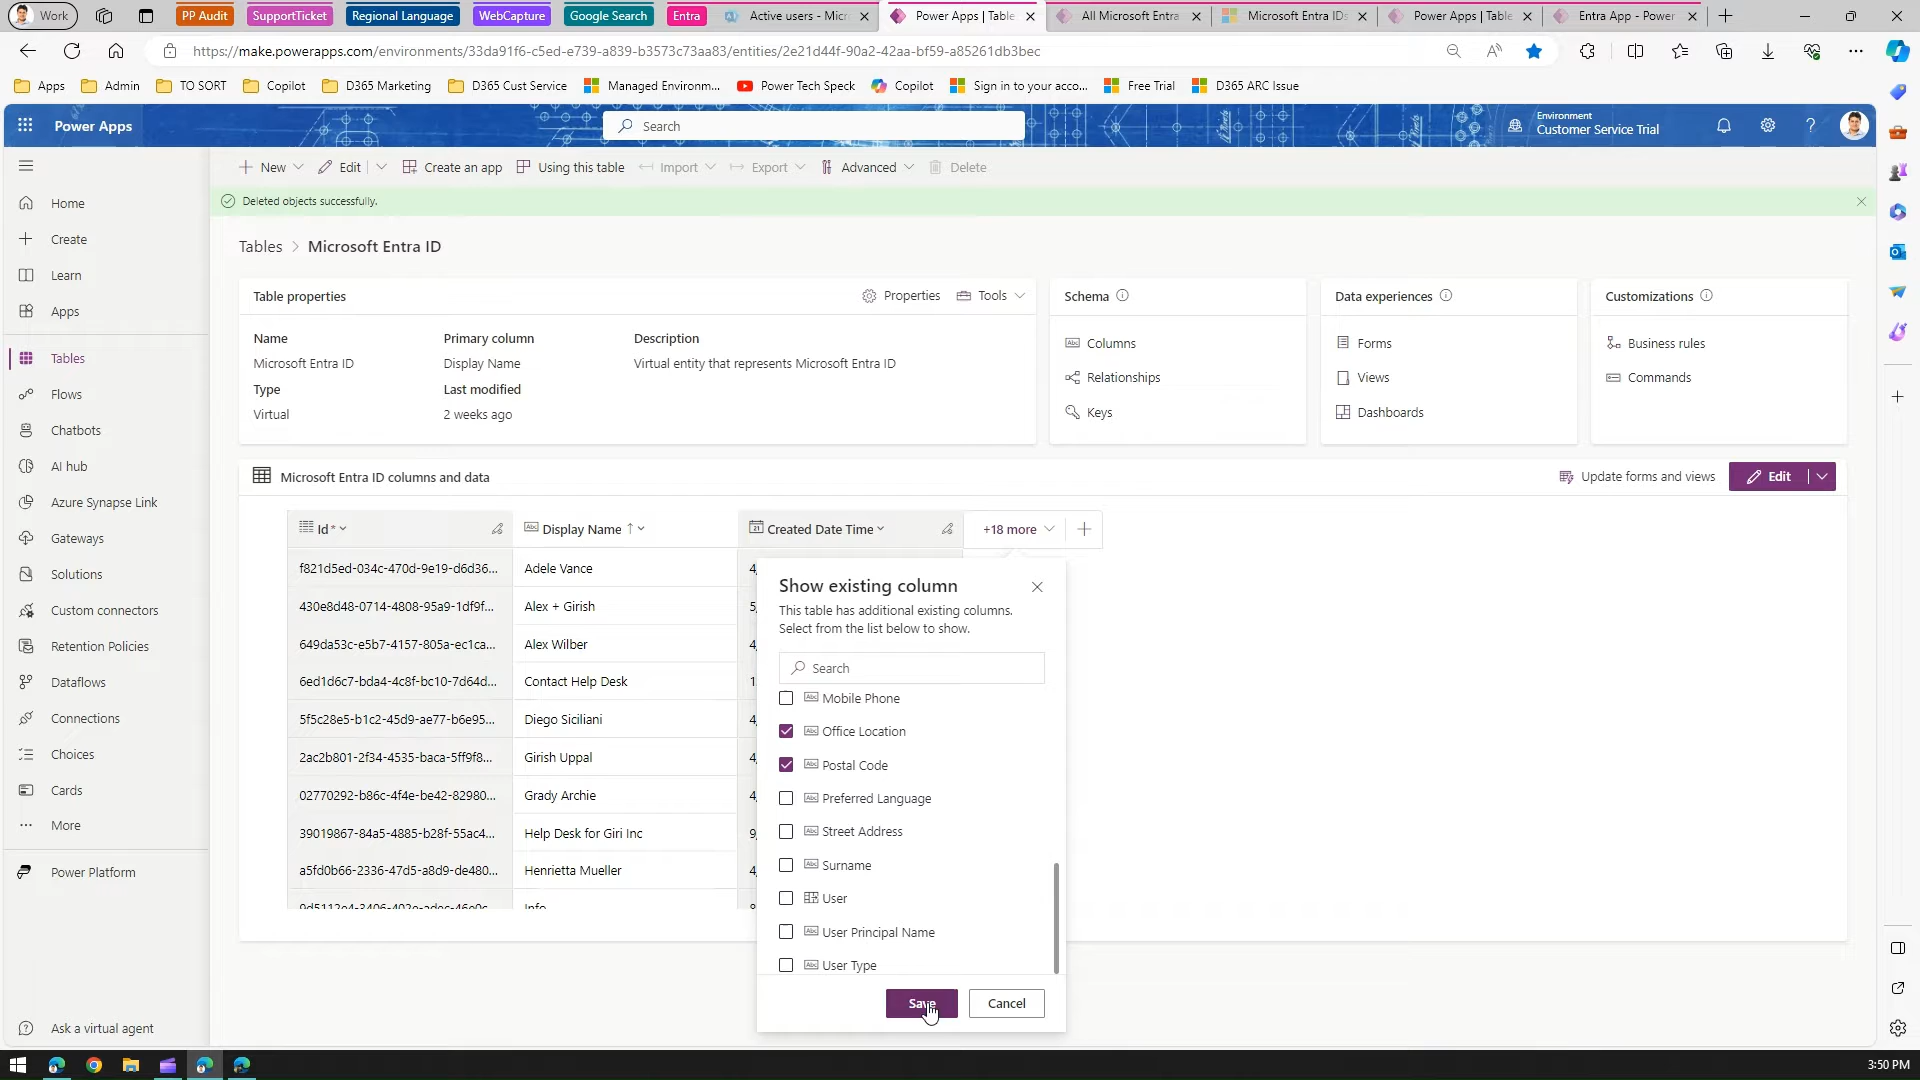 Work
PP Audit
SupportTicket
Regional Language
WebCapture
Google Search
Entra
Active users - Micr
Power Apps | Table
All Microsoft Entra
Microsoft Entra IDs
Power Apps | Table
Entra App - Power
https://make.powerapps.com/environments/33da91f6-c5ed-e739-a839-b3573c73aa83/entities/2e21d44f-90a2-42aa-bf59-a85261db3bec
Apps
Admin
TO SORT
Copilot
D365 Marketing
D365 Cust Service
Managed Environm...
Power Tech Speck
Copilot
Sign in to your acco...
Free Trial
D365 ARC Issue
Power Apps
Search
Environment
Customer Service Trial
New
Edit
Create an app
Using this table
Import
Export
Advanced
Delete
Deleted objects successfully.
Home
Create
Learn
Apps
Tables
Flows
Chatbots
AI hub
Azure Synapse Link
Gateways
Solutions
Custom connectors
Retention Policies
Dataflows
Connections
Choices
Cards
More
Power Platform
Ask a virtual agent
Tables > Microsoft Entra ID
Table properties
Properties
Tools
Name
Primary column
Description
Microsoft Entra ID
Display Name
Virtual entity that represents Microsoft Entra ID
Type
Last modified
Virtual
2 weeks ago
Schema
Columns
Relationships
Keys
Data experiences
Forms
Views
Dashboards
Customizations
Business rules
Commands
Microsoft Entra ID columns and data
Update forms and views
Edit
Id *
Display Name ↑
Created Date Time
+18 more
f821d5ed-034c-470d-9e19-d6d36...
Adele Vance
430e8d48-0714-4808-95a9-1df9f...
Alex + Girish
649da53c-e5b7-4157-805a-ec1ca...
Alex Wilber
6ed1d6c7-bda4-4c8f-bc10-7d64d...
Contact Help Desk
5f5c28e5-b1c2-45d9-ae77-b6e95...
Diego Siciliani
2ac2b801-2f34-4535-baca-5ff9f8...
Girish Uppal
02770292-b86c-4f4e-be42-82980...
Grady Archie
39019867-84a5-4885-b28f-55ac4...
Help Desk for Giri Inc
a5fd0b66-2336-47d5-a8d9-de480...
Henrietta Mueller
Info
Show existing column
This table has additional existing columns.
Select from the list below to show.
Search
Mobile Phone
Office Location
Postal Code
Preferred Language
Street Address
Surname
User
User Principal Name
User Type
Save
Cancel
3:50 PM